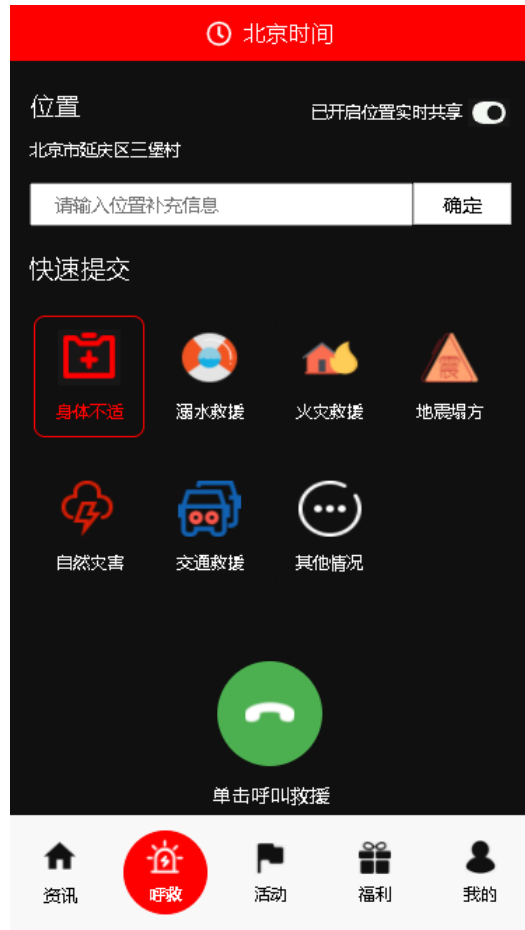 北京时间
位置
已开启位置实时共享
北京市延庆区三堡村
请输入位置补充信息
确定
快速提交
身体不适 溺水救援 火灾救援 地震塌方
震
自然灾害 交通救援 其他情况
单击呼叫救援
资讯 呼救 活动 福利 我的